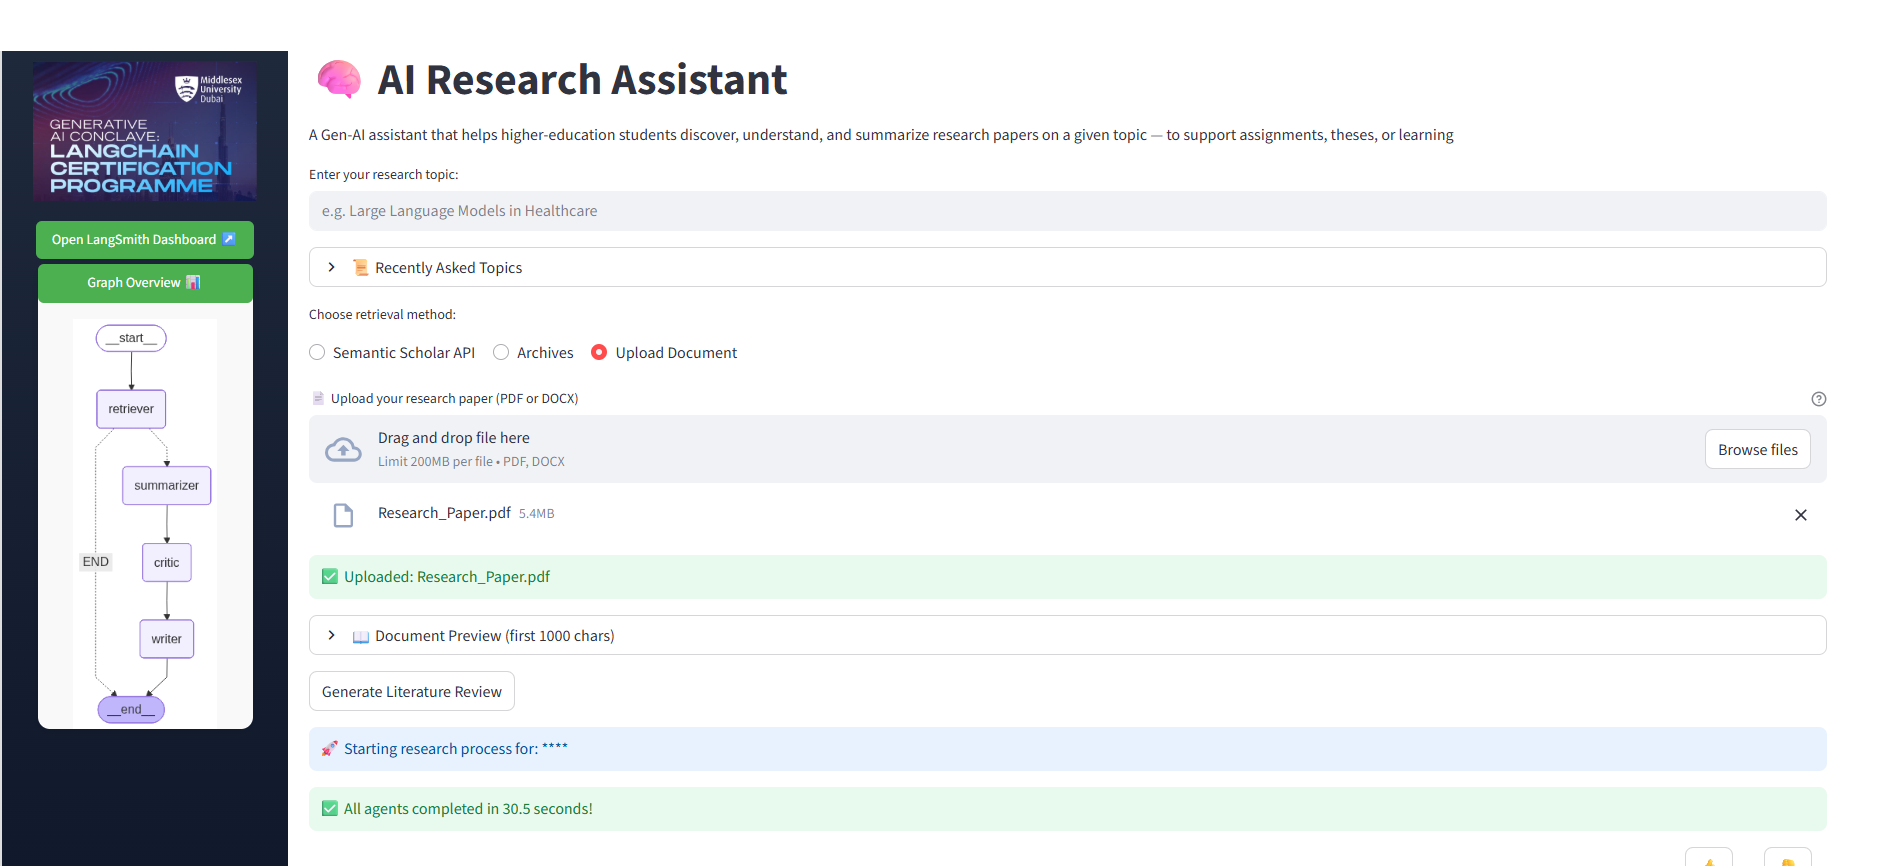 Middlesex
University
Dubai
GENERATIVE
AI CONCLAVE:
LANGCHAIN
CERTIFICATION
PROGRAMME
Open LangSmith Dashboard ↗
Graph Overview 📊
__start__
retriever
summarizer
critic
END
writer
__end__
🧠 AI Research Assistant
A Gen-AI assistant that helps higher-education students discover, understand, and summarize research papers on a given topic — to support assignments, theses, or learning
Enter your research topic:
e.g. Large Language Models in Healthcare
📜 Recently Asked Topics
Choose retrieval method:
Semantic Scholar API Archives Upload Document
📄 Upload your research paper (PDF or DOCX)
Drag and drop file here
Limit 200MB per file • PDF, DOCX
Browse files
Research_Paper.pdf 5.4MB
✅ Uploaded: Research_Paper.pdf
📖 Document Preview (first 1000 chars)
Generate Literature Review
🚀 Starting research process for: ****
✅ All agents completed in 30.5 seconds!